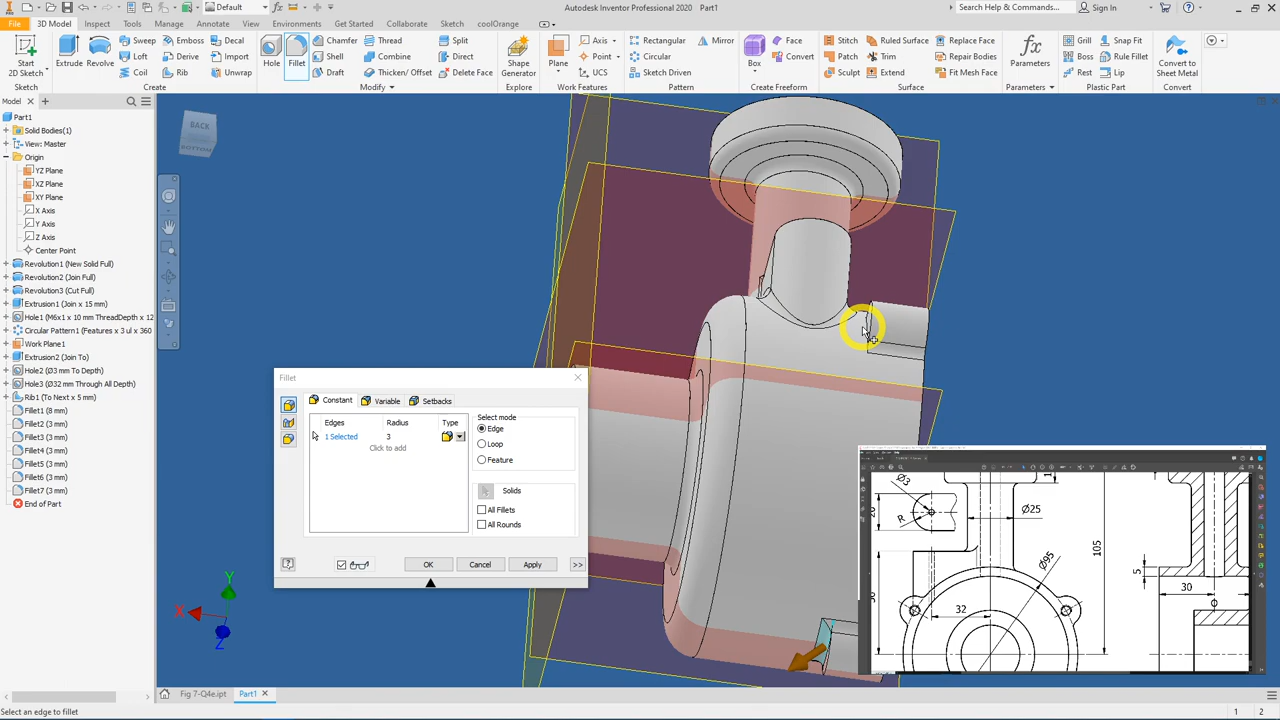 Default
Autodesk Inventor Professional 2020 Part1
Search Help & Commands...
Sign In
File 3D Model Inspect Tools Manage Annotate View Environments Get Started Collaborate Sketch coolOrange
Start
2D Sketch
Sketch
Extrude
Revolve
Sweep
Loft
Coil
Emboss
Derive
Rib
Decal
Import
Unwrap
Create
Hole
Fillet
Chamfer
Shell
Draft
Thread
Combine
Thicken/ Offset
Split
Direct
Delete Face
Modify
Shape
Generator
Explore
Plane
Axis
Point
UCS
Work Features
Rectangular
Circular
Sketch Driven
Mirror
Pattern
Box
Face
Convert
Create Freeform
Stitch
Patch
Sculpt
Ruled Surface
Trim
Extend
Replace Face
Repair Bodies
Fit Mesh Face
Surface
Parameters
Parameters
Grill
Boss
Rest
Snap Fit
Rule Fillet
Lip
Plastic Part
Convert to
Sheet Metal
Convert
Model
Part1
Solid Bodies(1)
View: Master
Origin
YZ Plane
XZ Plane
XY Plane
X Axis
Y Axis
Z Axis
Center Point
Revolution1 (New Solid Full)
Revolution2 (Join Full)
Revolution3 (Cut Full)
Extrusion1 (Join x 15 mm)
Hole1 (M6x1 x 10 mm ThreadDepth x 12
Circular Pattern1 (Features x 3 ul x 360
Work Plane1
Extrusion2 (Join To)
Hole2 (Ø3 mm To Depth)
Hole3 (Ø32 mm Through All Depth)
Rib1 (To Next x 5 mm)
Fillet1 (8 mm)
Fillet2 (3 mm)
Fillet3 (3 mm)
Fillet4 (3 mm)
Fillet5 (3 mm)
Fillet6 (3 mm)
Fillet7 (3 mm)
End of Part
BACK
BOTTOM
Fillet
Constant Variable Setbacks
Edges Radius Type
1 Selected 3
Click to add
Select mode
Edge
Loop
Feature
Solids
All Fillets
All Rounds
OK Cancel Apply >>
Y
X
Z
Ø3
20
R
Ø25
Ø95
105
32
5
30
Fig 7-Q4e.ipt Part1
Select an edge to fillet
1 2